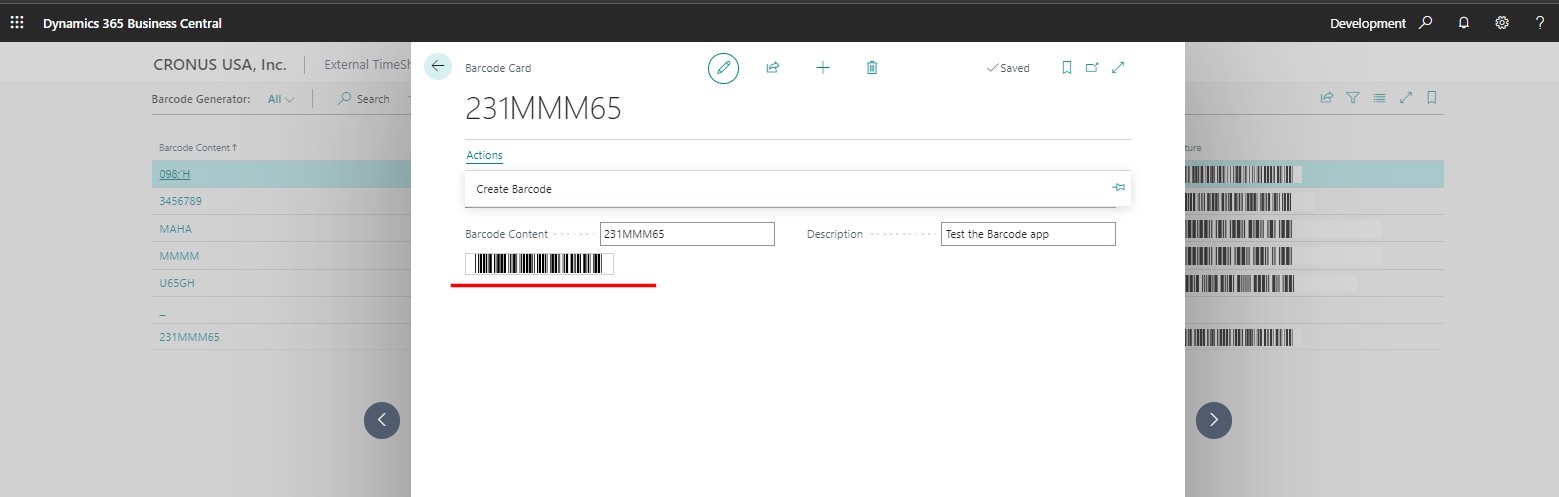 Dynamics 365 Business Central
Development
?
CRONUS USA, Inc.
External TimeSh
Barcode Card
Saved
Barcode Generator:
All
Search
231MMM65
Actions
Create Barcode
Barcode Content
231MMM65
Description
Test the Barcode app
Barcode Content ↑
ture
098;'H
3456789
MAHA
MMMM
U65GH
_
231MMM65